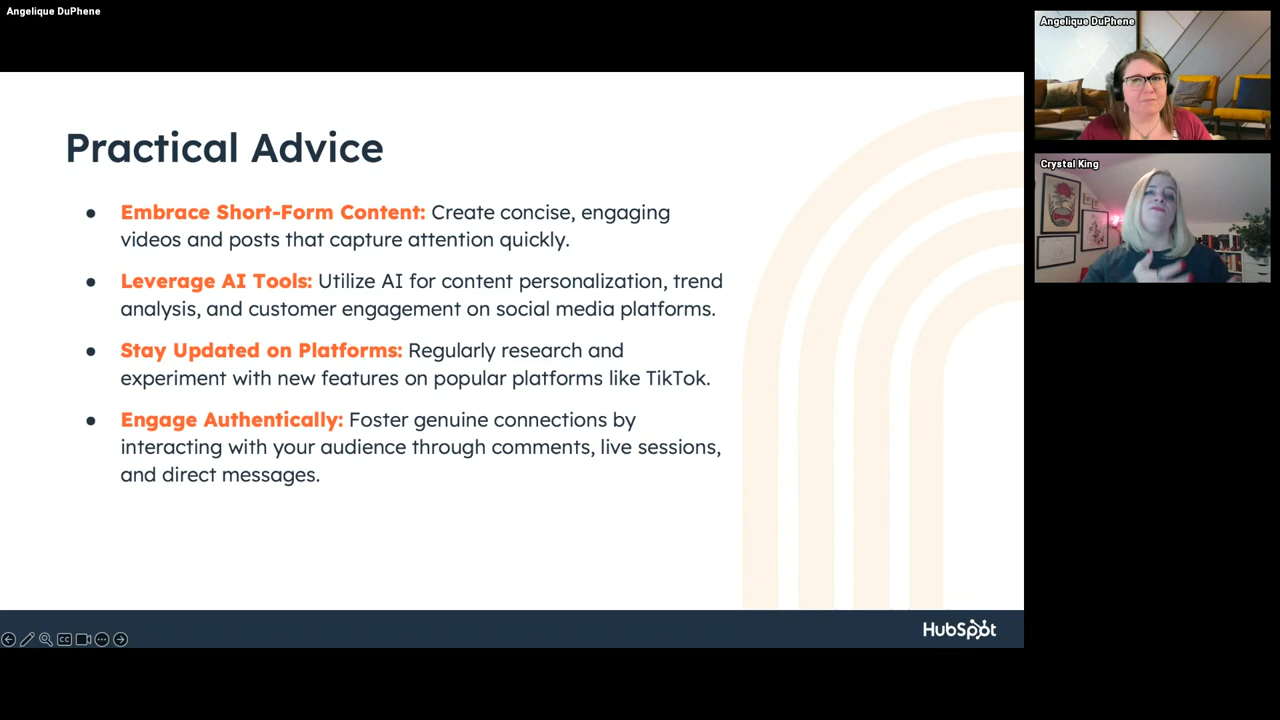 Angelique DuPhene
Angelique DuPhene
Crystal King
Practical Advice
● Embrace Short-Form Content: Create concise, engaging
videos and posts that capture attention quickly.
● Leverage AI Tools: Utilize AI for content personalization, trend
analysis, and customer engagement on social media platforms.
● Stay Updated on Platforms: Regularly research and
experiment with new features on popular platforms like TikTok.
● Engage Authentically: Foster genuine connections by
interacting with your audience through comments, live sessions,
and direct messages.
CC
HubSpot